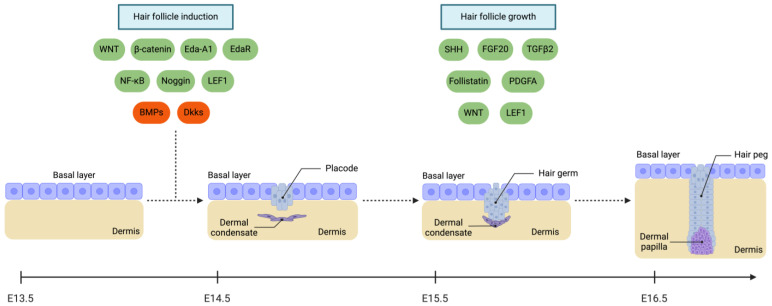 Hair follicle induction
Hair follicle growth
WNT β-catenin Eda-A1 EdaR
SHH FGF20 TGFβ2
NF-κB Noggin LEF1
Follistatin PDGFA
BMPs Dkks
WNT LEF1
Basal layer
Basal layer
Placode
Basal layer
Hair germ
Basal layer
Hair peg
Dermis
Dermal
condensate
Dermis
Dermal
condensate
Dermis
Dermal
papilla
Dermis
E13.5
E14.5
E15.5
E16.5